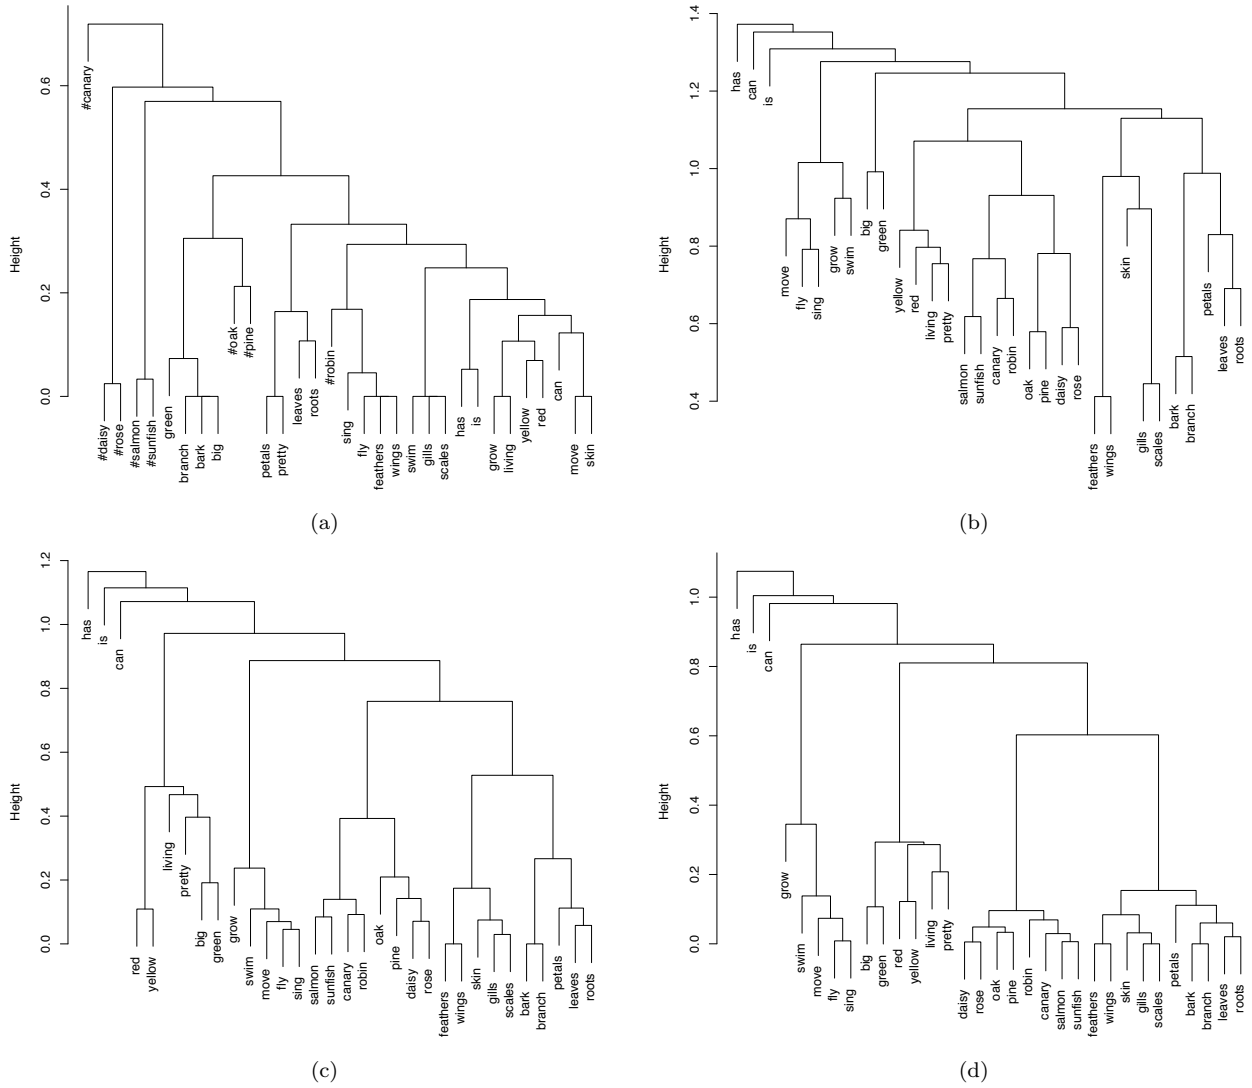 Height
0.0
0.2
0.4
0.6
#canary
#daisy
#rose
#salmon
#sunfish
green
branch
bark
big
#oak
#pine
petals
pretty
leaves
roots
#robin
sing
fly
feathers
wings
swim
gills
scales
has
is
grow
living
yellow
red
can
move
skin
(a)
Height
0.4
0.6
0.8
1.0
1.2
1.4
has
can
is
move
fly
sing
grow
swim
big
green
yellow
red
living
pretty
salmon
sunfish
canary
robin
oak
pine
daisy
rose
feathers
wings
skin
gills
scales
bark
branch
petals
leaves
roots
(b)
Height
0.0
0.2
0.4
0.6
0.8
1.0
1.2
has
is
can
red
yellow
living
pretty
big
green
grow
swim
move
fly
sing
salmon
sunfish
canary
robin
oak
pine
daisy
rose
feathers
wings
skin
gills
scales
bark
branch
petals
leaves
roots
(c)
Height
0.0
0.2
0.4
0.6
0.8
1.0
has
is
can
grow
swim
move
fly
sing
big
green
red
yellow
living
pretty
daisy
rose
oak
pine
robin
canary
salmon
sunfish
feathers
wings
skin
gills
scales
petals
bark
branch
leaves
roots
(d)